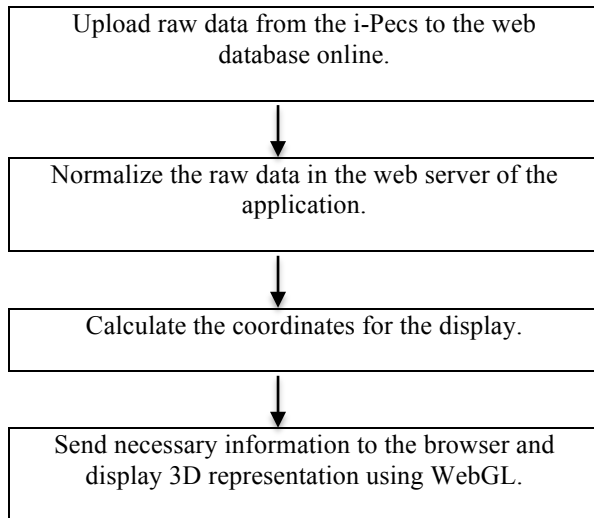 Upload raw data from the i-Pecs to the web
database online.
Normalize the raw data in the web server of the
application.
Calculate the coordinates for the display.
Send necessary information to the browser and
display 3D representation using WebGL.